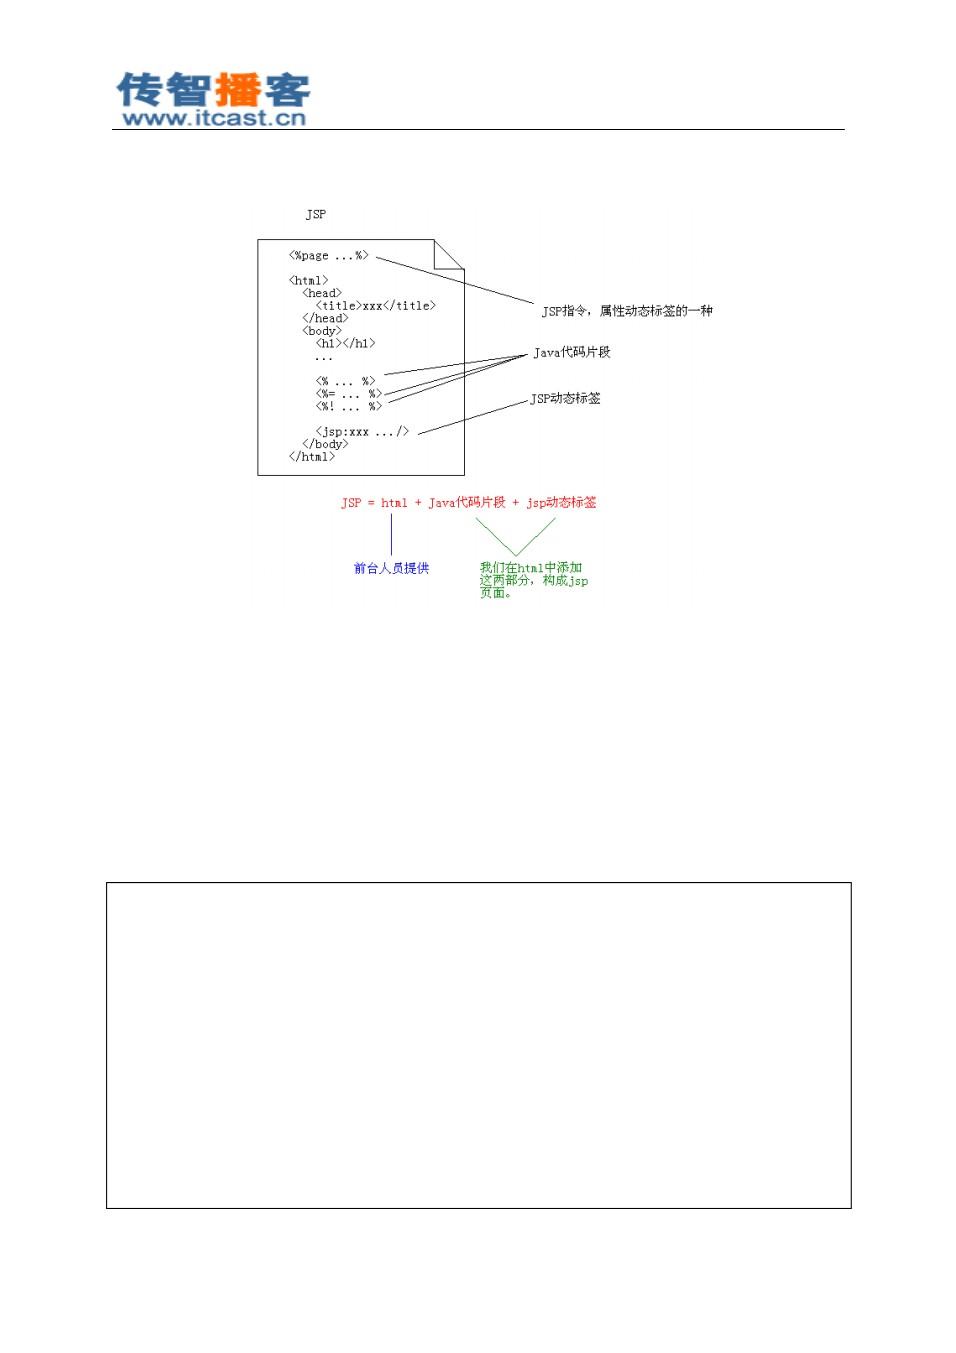 传智播客
www.itcast.cn
JSP
<%page ...%>
<html>
<head>
<title>xxx</title>
</head>
<body>
<h1></h1>
...
<% ... %>
<%= ... %>
<%! ... %>
<jsp:xxx .../>
</body>
</html>
JSP指令，属性动态标签的一种
Java代码片段
JSP动态标签
JSP = html + Java代码片段 + jsp动态标签
前台人员提供
我们在html中添加
这两部分，构成jsp
页面。